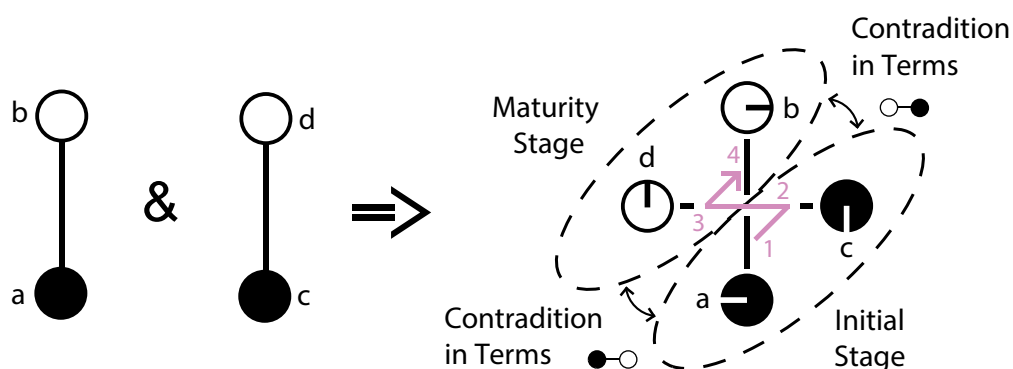 b
d
a
&
c
Maturity
Stage
Contradition
in Terms
b
d
4
2
3
1
c
a
Contradition
in Terms
Initial
Stage